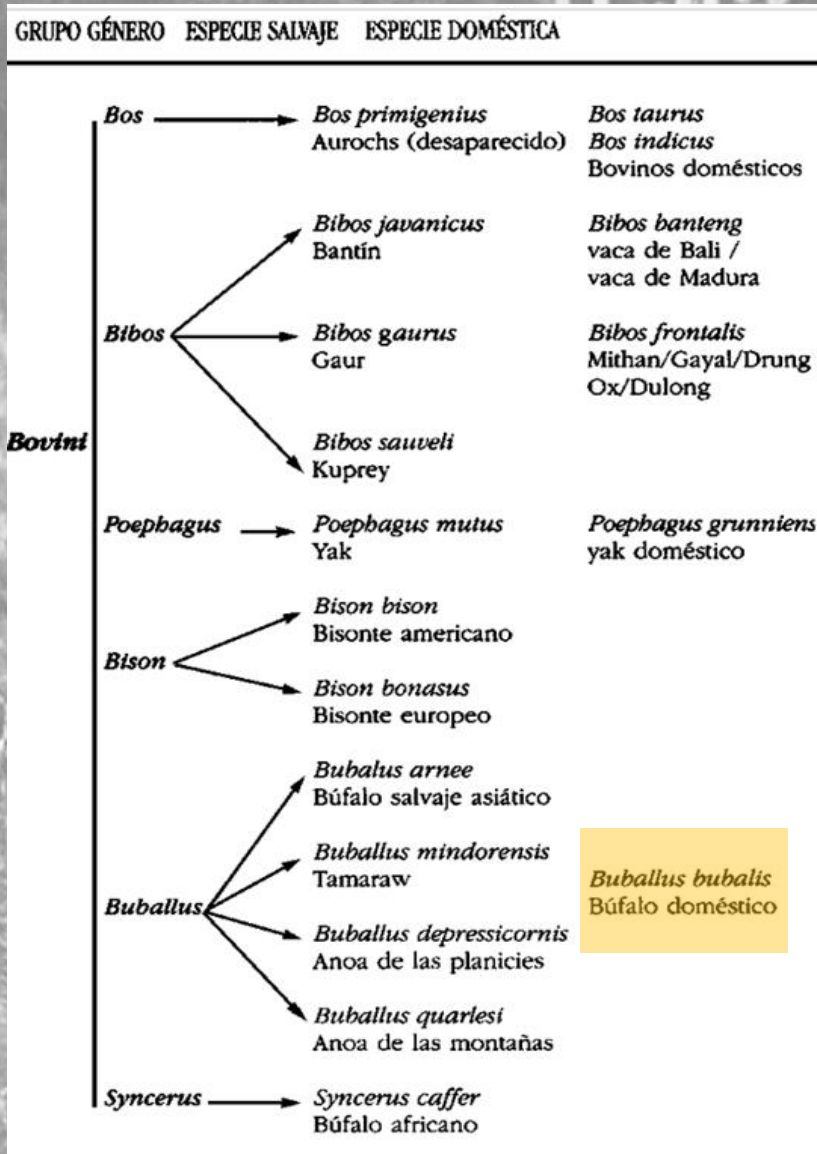 GRUPO GÉNERO ESPECIE SALVAJE ESPECIE DOMÉSTICA
Bos Bos primigenius Bos taurus
Aurochs (desaparecido) Bos indicus
Bovinos domésticos
Bibos javanicus Bibos banteng
Bantín vaca de Bali /
vaca de Madura
Bibos Bibos gaurus Bibos frontalis
Gaur Mithan/Gayal/Drung
Ox/Dulong
Bovini Bibos sauveli
Kuprey
Poephagus Poephagus mutus Poephagus grunniens
Yak yak doméstico
Bison bison
Bisonte americano
Bison
Bison bonasus
Bisonte europeo
Bubalus arnee
Búfalo salvaje asiático
Buballus mindorensis
Tamaraw Buballus bubalis
Buballus Búfalo doméstico
Buballus depressicornis
Anoa de las planicies
Buballus quarlesi
Anoa de las montañas
Syncerus Syncerus caffer
Búfalo africano